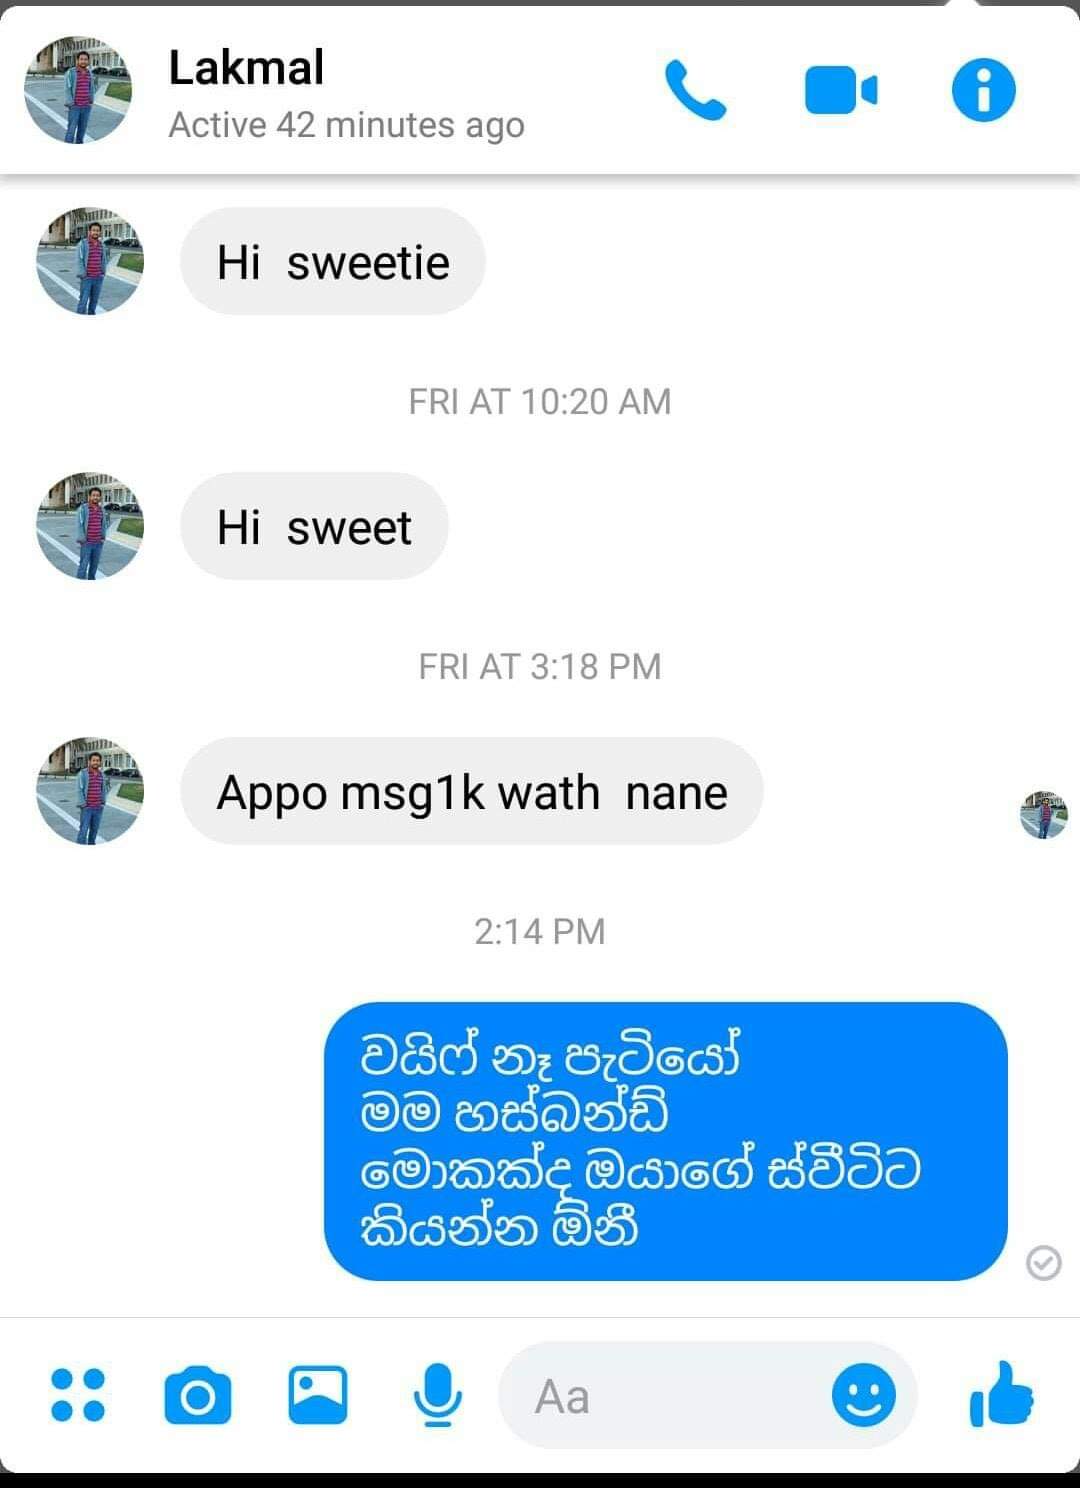 Lakmal
Active 42 minutes ago
Hi sweetie
FRI AT 10:20 AM
Hi sweet
FRI AT 3:18 PM
Appo msg1k wath nane
2:14 PM
වයිෆ් නෑ පැටියෝ
මම හස්බන්ඩ්
මොකක්ද ඔයාගේ ස්වීටිට
කියන්න ඕනී
Aa